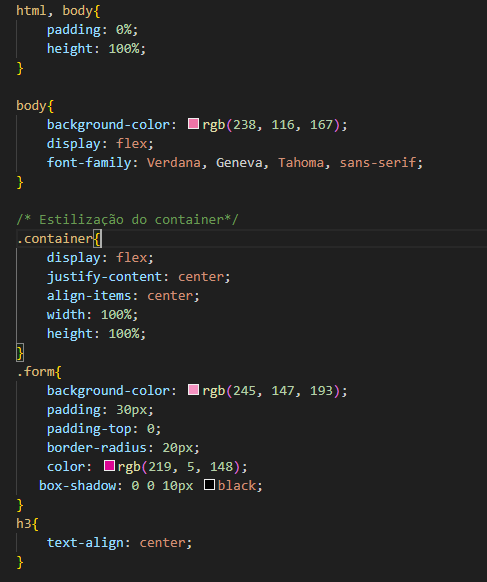 html, body{
padding: 0%;
height: 100%;
}
body{
background-color: rgb(238, 116, 167);
display: flex;
font-family: Verdana, Geneva, Tahoma, sans-serif;
}
/* Estilização do container*/
.container{
display: flex;
justify-content: center;
align-items: center;
width: 100%;
height: 100%;
}
.form{
background-color: rgb(245, 147, 193);
padding: 30px;
padding-top: 0;
border-radius: 20px;
color: rgb(219, 5, 148);
box-shadow: 0 0 10px black;
}
h3{
text-align: center;
}